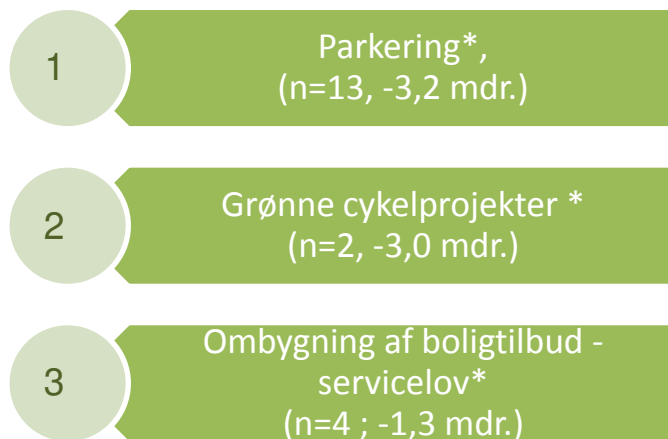 1
Parkering*,
(n=13, -3,2 mdr.)
2
Grønne cykelprojekter *
(n=2, -3,0 mdr.)
3
Ombygning af boligtilbud -
servicelov*
(n=4 ; -1,3 mdr.)